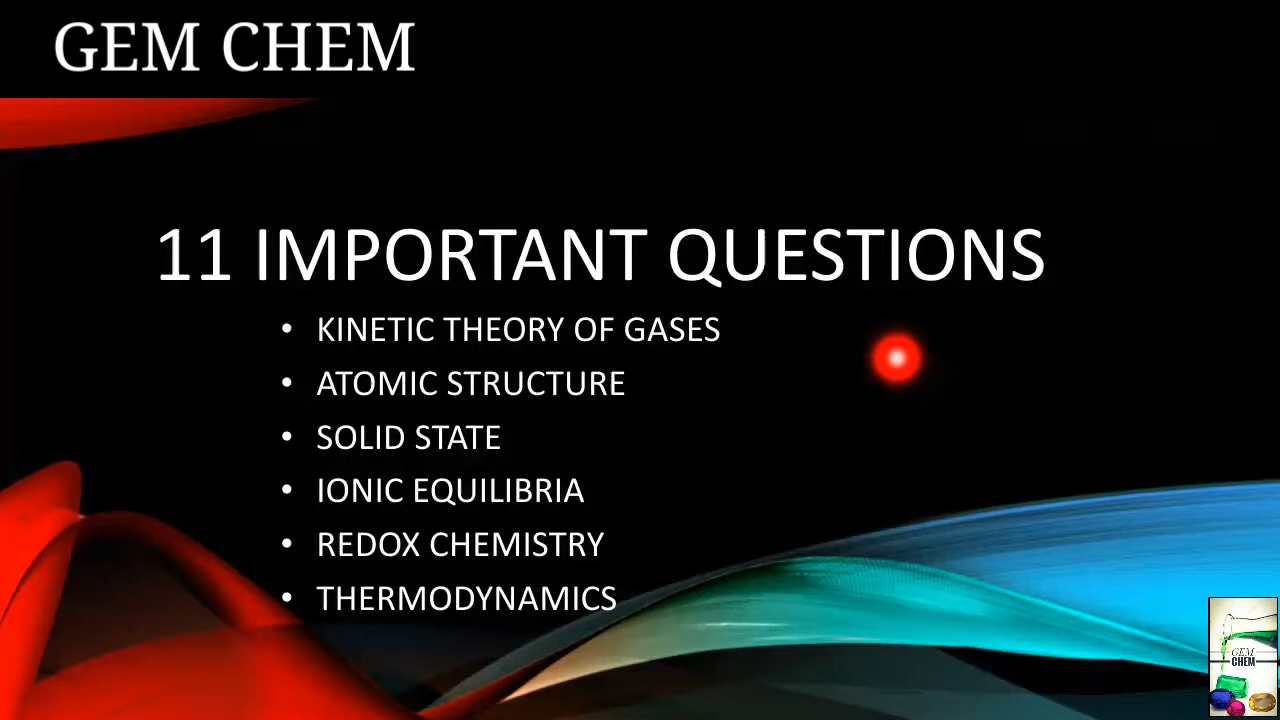 GEM CHEM
11 IMPORTANT QUESTIONS
• KINETIC THEORY OF GASES
• ATOMIC STRUCTURE
• SOLID STATE
• IONIC EQUILIBRIA
• REDOX CHEMISTRY
• THERMODYNAMICS
GEM
CHEM